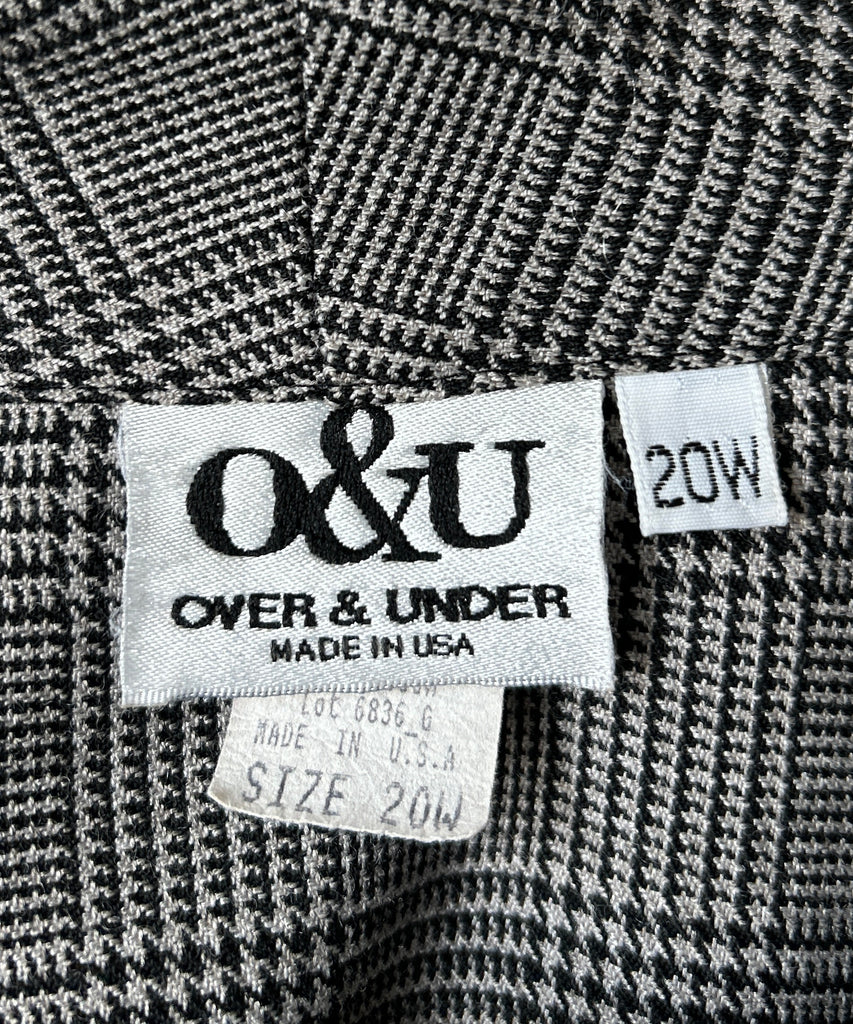 O&U
20W
OVER & UNDER
MADE IN USA
Lot 6836 G
MADE IN U.S.A
SIZE 20W